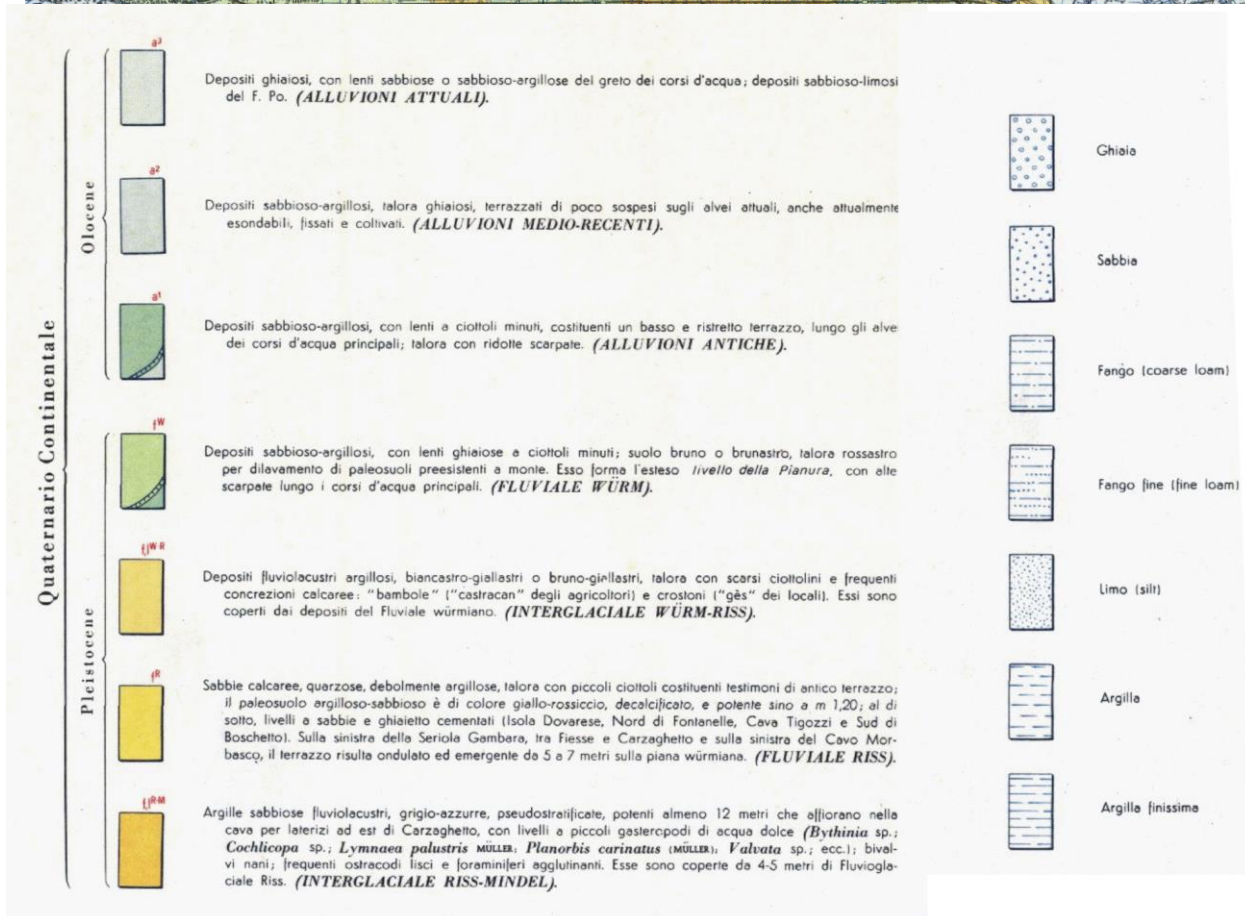 Quaternario Continentale
Olocene
a³
Depositi ghiaiosi, con lenti sabbiose o sabbioso-argillose del greto dei corsi d'acqua; depositi sabbioso-limosi
del F. Po. (ALLUVIONI ATTUALI).
a²
Depositi sabbioso-argillosi, talora ghiaiosi, terrazzati di poco sospesi sugli alvei attuali, anche attualmente
esondabili, fissati e coltivati. (ALLUVIONI MEDIO-RECENTI).
a¹
Depositi sabbioso-argillosi, con lenti a ciottoli minuti, costituenti un basso e ristretto terrazzo, lungo gli alve
dei corsi d'acqua principali; talora con ridotte scarpate. (ALLUVIONI ANTICHE).
Pleistocene
fW
Depositi sabbioso-argillosi, con lenti ghiaiose a ciottoli minuti; suolo bruno o brunastro, talora rossastro
per dilavamento di paleosuoli preesistenti a monte. Esso forma l'esteso livello della Pianura, con alte
scarpate lungo i corsi d'acqua principali. (FLUVIALE WÜRM).
f,lW-R
Depositi fluviolacustri argillosi, biancastro-giallastri o bruno-giallastri, talora con scarsi ciottolini e frequenti
concrezioni calcaree: "bambole" ("castracan" degli agricoltori) e crostoni ("gês" dei locali). Essi sono
coperti dai depositi del Fluviale würmiano. (INTERGLACIALE WÜRM-RISS).
fR
Sabbie calcaree, quarzose, debolmente argillose, talora con piccoli ciottoli costituenti testimoni di antico terrazzo;
il paleosuolo argilloso-sabbioso è di colore giallo-rossiccio, decalcificato, e potente sino a m 1,20; al di
sotto, livelli a sabbie e ghiaietto cementati (Isola Dovarese, Nord di Fontanelle, Cava Tigozzi e Sud di
Boschetto). Sulla sinistra della Seriola Gambara, tra Fiesse e Carzaghetto e sulla sinistra del Cavo Mor-
basco, il terrazzo risulta ondulato ed emergente da 5 a 7 metri sulla piana würmiana. (FLUVIALE RISS).
f,lR-M
Argille sabbiose fluviolacustri, grigio-azzurre, pseudostratificate, potenti almeno 12 metri che affiorano nella
cava per laterizi ad est di Carzaghetto, con livelli a piccoli gasteropodi di acqua dolce (Bythinia sp.;
Cochlicopa sp.; Lymnaea palustris MÜLLER; Planorbis carinatus (MÜLLER); Valvata sp.; ecc.); bival-
vi nani; frequenti ostracodi lisci e foraminiferi agglutinanti. Esse sono coperte da 4-5 metri di Fluviogla-
ciale Riss. (INTERGLACIALE RISS-MINDEL).
Ghiaia
Sabbia
Fango (coarse loam)
Fango fine (fine loam)
Limo (silt)
Argilla
Argilla finissima